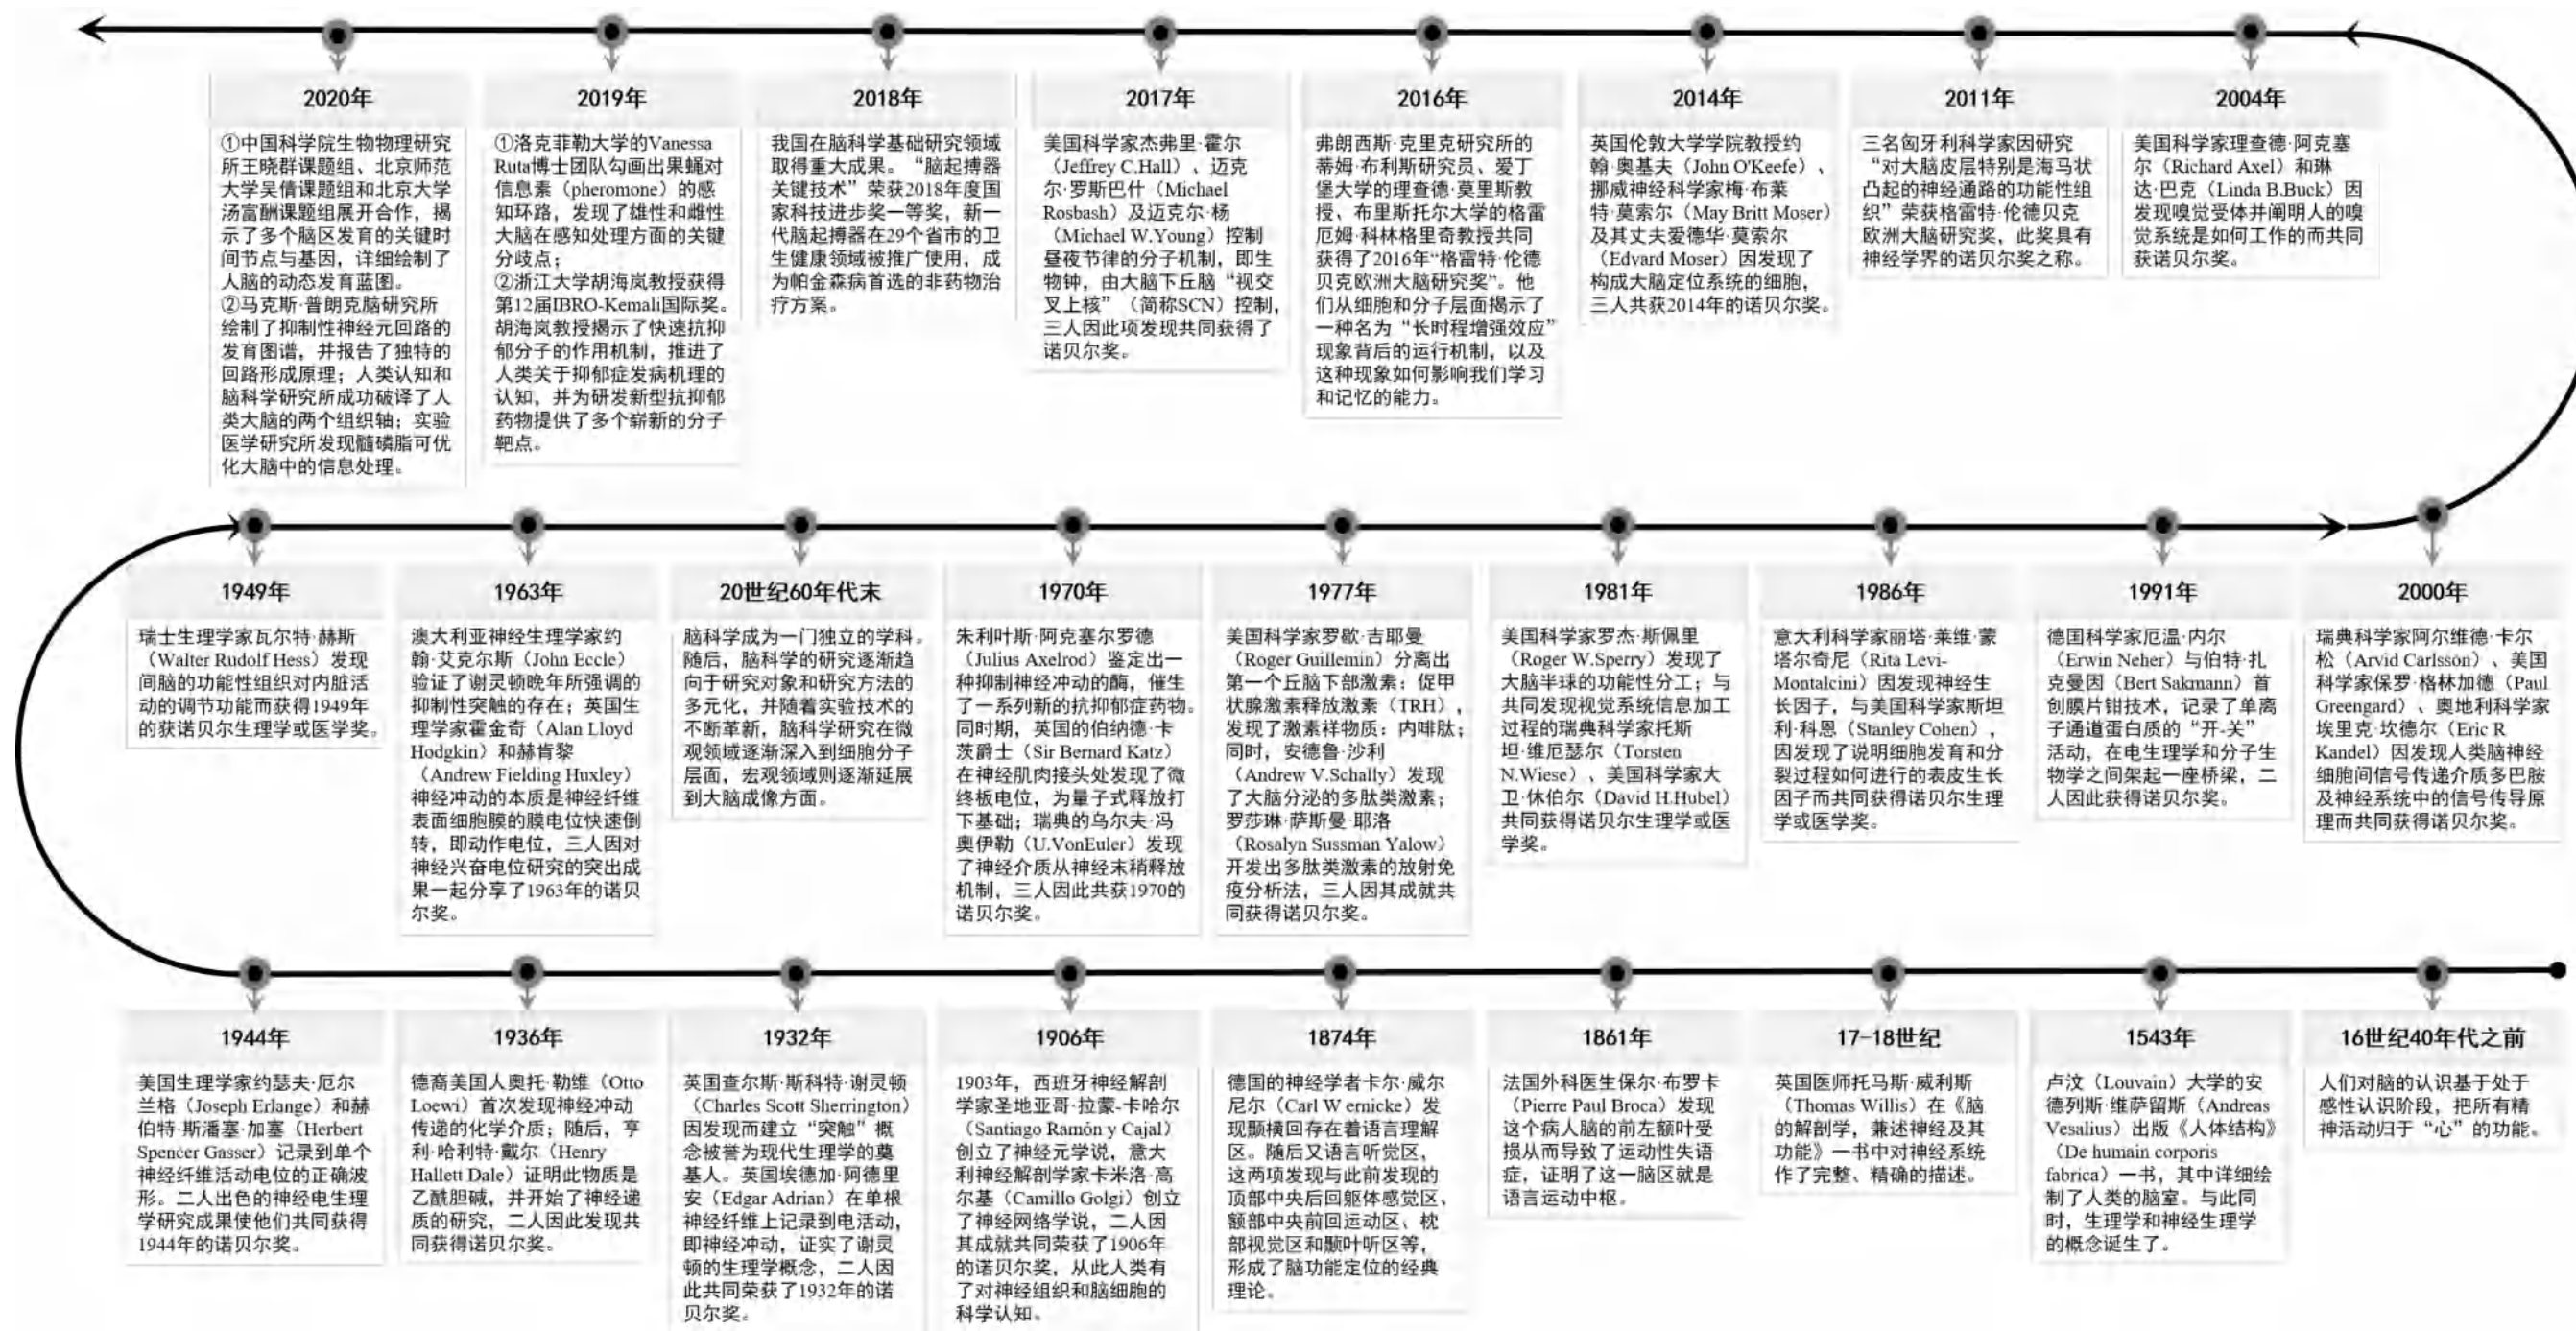 2020年
①中国科学院生物物理研究
所王晓群课题组、北京师范
大学吴倩课题组和北京大学
汤富酬课题组展开合作，揭
示了多个脑区发育的关键时
间节点与基因，详细绘制了
人脑的动态发育蓝图。
②马克斯·普朗克脑研究所
绘制了抑制性神经元回路的
发育图谱，并报告了独特的
回路形成原理；人类认知和
脑科学研究所成功破译了人
类大脑的两个组织轴；实验
医学研究所发现髓磷脂可优
化大脑中的信息处理。
2019年
①洛克菲勒大学的Vanessa
Ruta博士团队勾画出果蝇对
信息素（pheromone）的感
知环路，发现了雄性和雌性
大脑在感知处理方面的关键
分歧点；
②浙江大学胡海岚教授获得
第12届IBRO-Kemali国际奖。
胡海岚教授揭示了快速抗抑
郁分子的作用机制，推进了
人类关于抑郁症发病机理的
认知，并为研发新型抗抑郁
药物提供了多个崭新的分子
靶点。
2018年
我国在脑科学基础研究领域
取得重大成果。“脑起搏器
关键技术”荣获2018年度国
家科技进步奖一等奖，新一
代脑起搏器在29个省市的卫
生健康领域被推广使用，成
为帕金森病首选的非药物治
疗方案。
2017年
美国科学家杰弗里·霍尔
（Jeffrey C.Hall）、迈克
尔·罗斯巴什（Michael
Rosbash）及迈克尔·杨
（Michael W.Young）控制
昼夜节律的分子机制，即生
物钟，由大脑下丘脑“视交
叉上核”（简称SCN）控制，
三人因此项发现共同获得了
诺贝尔奖。
2016年
弗朗西斯·克里克研究所的
蒂姆·布利斯研究员、爱丁
堡大学的理查德·莫里斯教
授、布里斯托尔大学的格雷
厄姆·科林格里奇教授共同
获得了2016年“格雷特·伦德
贝克欧洲大脑研究奖”。他
们从细胞和分子层面揭示了
一种名为“长时程增强效应”
现象背后的运行机制，以及
这种现象如何影响我们学习
和记忆的能力。
2014年
英国伦敦大学学院教授约
翰·奥基夫（John O'Keefe）、
挪威神经科学家梅·布莱
特·莫索尔（May Britt Moser）
及其丈夫爱德华·莫索尔
（Edvard Moser）因发现了
构成大脑定位系统的细胞，
三人共获2014年的诺贝尔奖。
2011年
三名匈牙利科学家因研究
“对大脑皮层特别是海马状
凸起的神经通路的功能性组
织”荣获格雷特·伦德贝克
欧洲大脑研究奖，此奖具有
神经学界的诺贝尔奖之称。
2004年
美国科学家理查德·阿克塞
尔（Richard Axel）和琳
达·巴克（Linda B.Buck）因
发现嗅觉受体并阐明人的嗅
觉系统是如何工作的而共同
获诺贝尔奖。
1949年
瑞士生理学家瓦尔特·赫斯
（Walter Rudolf Hess）发现
间脑的功能性组织对内脏活
动的调节功能而获得1949年
的获诺贝尔生理学或医学奖。
1963年
澳大利亚神经生理学家约
翰·艾克尔斯（John Eccle）
验证了谢灵顿晚年所强调的
抑制性突触的存在；英国生
理学家霍金奇（Alan Lloyd
Hodgkin）和赫肯黎
（Andrew Fielding Huxley）
神经冲动的本质是神经纤维
表面细胞膜的膜电位快速倒
转，即动作电位，三人因对
神经兴奋电位研究的突出成
果一起分享了1963年的诺贝
尔奖。
20世纪60年代末
脑科学成为一门独立的学科。
随后，脑科学的研究逐渐趋
向于研究对象和研究方法的
多元化，并随着实验技术的
不断革新，脑科学研究在微
观领域逐渐深入到细胞分子
层面，宏观领域则逐渐延展
到大脑成像方面。
1970年
朱利叶斯·阿克塞尔罗德
（Julius Axelrod）鉴定出一
种抑制神经冲动的酶，催生
了一系列新的抗抑郁症药物。
同时期，英国的伯纳德·卡
茨爵士（Sir Bernard Katz）
在神经肌肉接头处发现了微
终板电位，为量子式释放打
下基础；瑞典的乌尔夫·冯
奥伊勒（U.VonEuler）发现
了神经介质从神经末稍释放
机制，三人因此共获1970的
诺贝尔奖。
1977年
美国科学家罗歇·吉耶曼
（Roger Guillemin）分离出
第一个丘脑下部激素：促甲
状腺激素释放激素（TRH），
发现了激素祥物质：内啡肽；
同时，安德鲁·沙利
（Andrew V.Schally）发现
了大脑分泌的多肽类激素；
罗莎琳·萨斯曼·耶洛
（Rosalyn Sussman Yalow）
开发出多肽类激素的放射免
疫分析法，三人因其成就共
同获得诺贝尔奖。
1981年
美国科学家罗杰·斯佩里
（Roger W.Sperry）发现了
大脑半球的功能性分工；与
共同发现视觉系统信息加工
过程的瑞典科学家托斯
坦·维厄瑟尔（Torsten
N.Wiese）、美国科学家大
卫·休伯尔（David H.Hubel）
共同获得诺贝尔生理学或医
学奖。
1986年
意大利科学家丽塔·莱维·蒙
塔尔奇尼（Rita Levi-
Montalcini）因发现神经生
长因子，与美国科学家斯坦
利·科恩（Stanley Cohen），
因发现了说明细胞发育和分
裂过程如何进行的表皮生长
因子而共同获得诺贝尔生理
学或医学奖。
1991年
德国科学家厄温·内尔
（Erwin Neher）与伯特·扎
克曼因（Bert Sakmann）首
创膜片钳技术，记录了单离
子通道蛋白质的“开-关”
活动，在电生理学和分子生
物学之间架起一座桥梁，二
人因此获得诺贝尔奖。
2000年
瑞典科学家阿尔维德·卡尔
松（Arvid Carlsson）、美国
科学家保罗·格林加德（Paul
Greengard）、奥地利科学家
埃里克·坎德尔（Eric R
Kandel）因发现人类脑神经
细胞间信号传递介质多巴胺
及神经系统中的信号传导原
理而共同获得诺贝尔奖。
1944年
美国生理学家约瑟夫·厄尔
兰格（Joseph Erlange）和赫
伯特·斯潘塞·加塞（Herbert
Spencer Gasser）记录到单个
神经纤维活动电位的正确波
形。二人出色的神经电生理
学研究成果使他们共同获得
1944年的诺贝尔奖。
1936年
德裔美国人奥托·勒维（Otto
Loewi）首次发现神经冲动
传递的化学介质；随后，亨
利·哈利特·戴尔（Henry
Hallett Dale）证明此物质是
乙酰胆碱，并开始了神经递
质的研究，二人因此发现共
同获得诺贝尔奖。
1932年
英国查尔斯·斯科特·谢灵顿
（Charles Scott Sherrington）
因发现而建立“突触”概
念被誉为现代生理学的奠
基人。英国埃德加·阿德里
安（Edgar Adrian）在单根
神经纤维上记录到电活动，
即神经冲动，证实了谢灵
顿的生理学概念，二人因
此共同荣获了1932年的诺
贝尔奖。
1906年
1903年，西班牙神经解剖
学家圣地亚哥·拉蒙-卡哈尔
（Santiago Ramón y Cajal）
创立了神经元学说，意大
利神经解剖学家卡米洛·高
尔基（Camillo Golgi）创立
了神经网络学说，二人因
其成就共同荣获了1906年
的诺贝尔奖，从此人类有
了对神经组织和脑细胞的
科学认知。
1874年
德国的神经学者卡尔·威尔
尼尔（Carl W ernicke）发
现颞横回存在着语言理解
区。随后又语言听觉区，
这两项发现与此前发现的
顶部中央后回躯体感觉区、
额部中央前回运动区、枕
部视觉区和颞叶听区等，
形成了脑功能定位的经典
理论。
1861年
法国外科医生保尔·布罗卡
（Pierre Paul Broca）发现
这个病人脑的前左额叶受
损从而导致了运动性失语
症，证明了这一脑区就是
语言运动中枢。
17-18世纪
英国医师托马斯·威利斯
（Thomas Willis）在《脑
的解剖学，兼述神经及其
功能》一书中对神经系统
作了完整、精确的描述。
1543年
卢汶（Louvain）大学的安
德列斯·维萨留斯（Andreas
Vesalius）出版《人体结构》
（De humain corporis
fabrica）一书，其中详细绘
制了人类的脑室。与此同
时，生理学和神经生理学
的概念诞生了。
16世纪40年代之前
人们对脑的认识基于处于
感性认识阶段，把所有精
神活动归于“心”的功能。